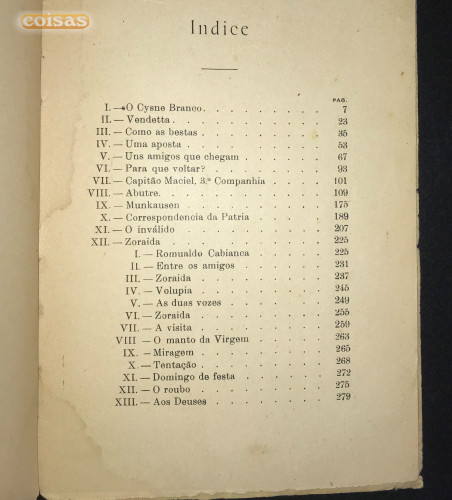 coisas
Indice
PAG.
I.—O Cysne Branco. . . . . . . . 7
II.— Vendetta. . . . . . . . . . 23
III.— Como as bestas . . . . . . . . 35
IV.— Uma aposta . . . . . . . . . 53
V.— Uns amigos que chegam . . . . . . 67
VI.— Para que voltar? . . . . . . . . 93
VII.— Capitão Maciel, 3.ª Companhia . . . . . 101
VIII.— Abutre. . . . . . . . . . 109
IX.— Munkausen . . . . . . . . . 175
X.— Correspondencia da Patria . . . . . . 189
XI.— O inválido . . . . . . . . . 207
XII.— Zoraida . . . . . . . . . . 225
I.— Romualdo Cabianca . . . . . 225
II.— Entre os amigos . . . . . . 231
III.— Zoraida . . . . . . . . 237
IV.— Volupia . . . . . . . . 245
V.— As duas vozes . . . . . . . 249
VI.— Zoraida . . . . . . . . 255
VII.— A visita . . . . . . . . 259
VIII — O manto da Virgem . . . . . 263
IX.— Miragem . . . . . . . . 265
X.— Tentação . . . . . . . . 268
XI.— Domingo de festa . . . . . . 272
XII.— O roubo . . . . . . . . 275
XIII.— Aos Deuses . . . . . . . 279